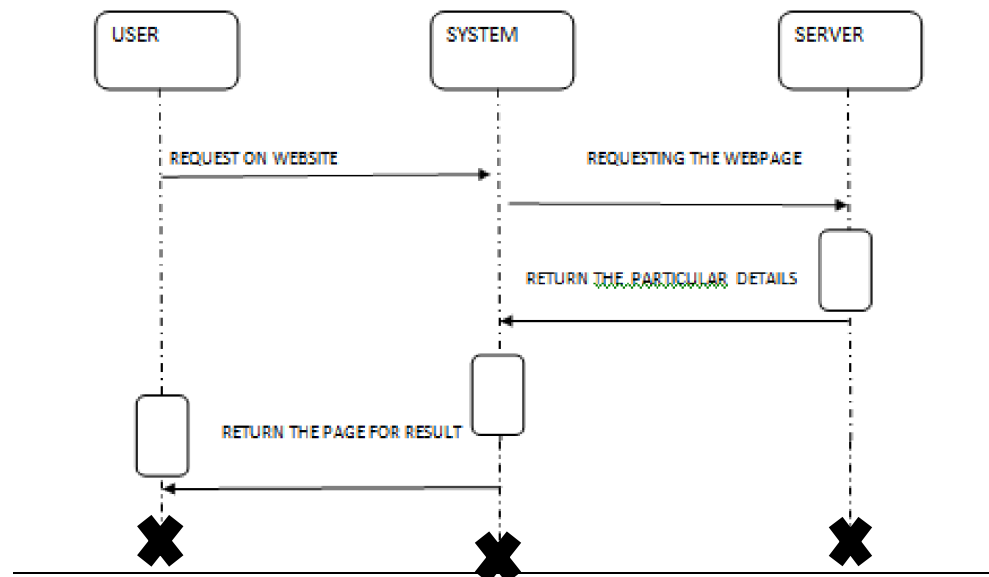 USER
SYSTEM
SERVER
REQUEST ON WEBSITE
REQUESTING THE WEBPAGE
RETURN THE PARTICULAR DETAILS
RETURN THE PAGE FOR RESULT